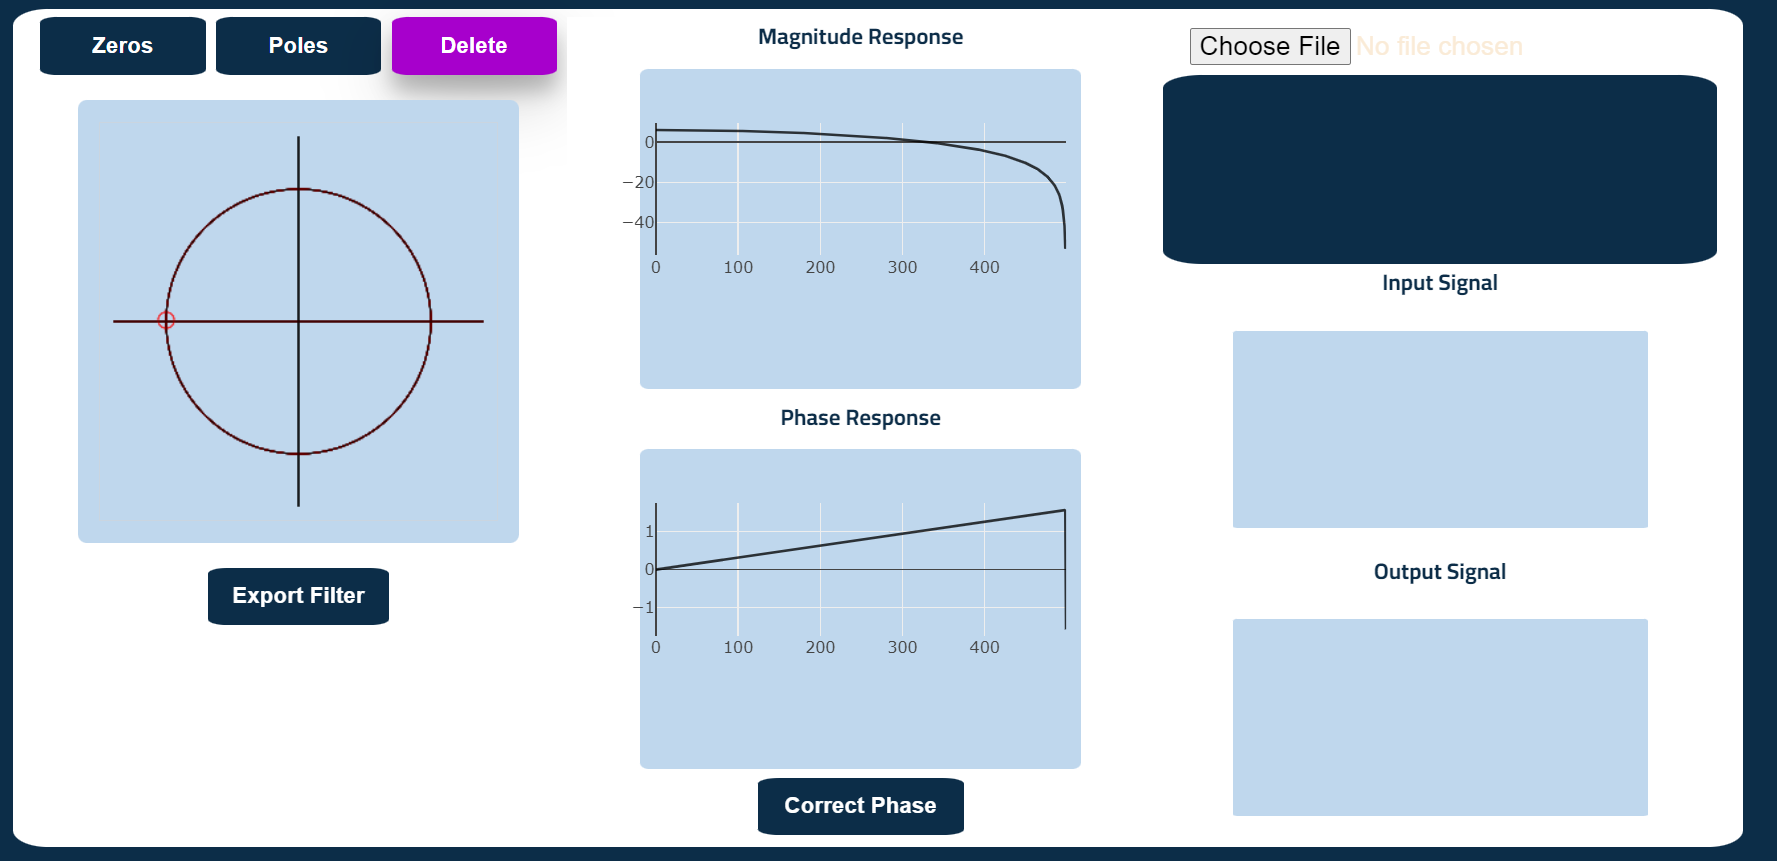 Zeros
Poles
Delete
Export Filter
Magnitude Response
0
−20
−40
0 100 200 300 400
Phase Response
1
0
−1
0 100 200 300 400
Correct Phase
Choose File No file chosen
Input Signal
Output Signal